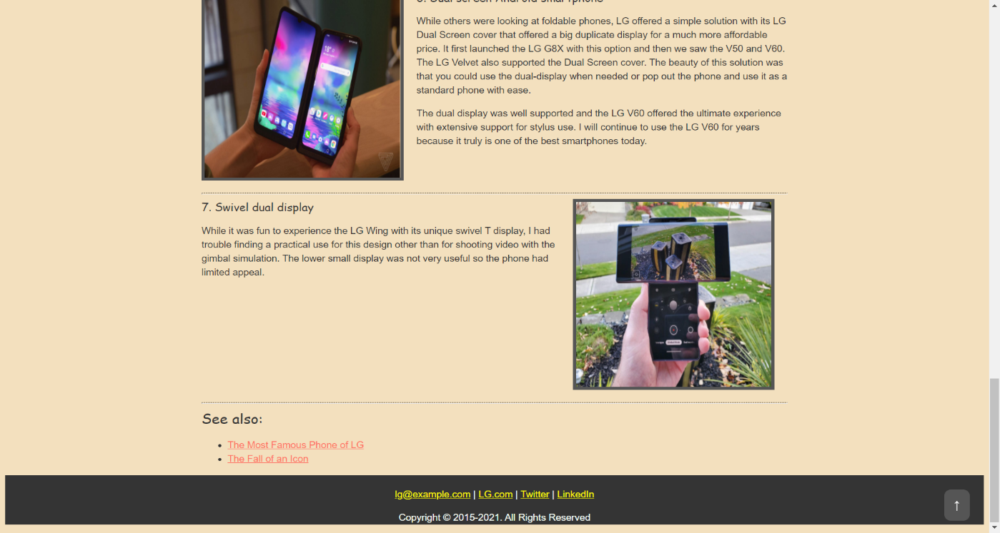 6. Dual screen Android smartphone
While others were looking at foldable phones, LG offered a simple solution with its LG
Dual Screen cover that offered a big duplicate display for a much more affordable
price. It first launched the LG G8X with this option and then we saw the V50 and V60.
The LG Velvet also supported the Dual Screen cover. The beauty of this solution was
that you could use the dual-display when needed or pop out the phone and use it as a
standard phone with ease.
The dual display was well supported and the LG V60 offered the ultimate experience
with extensive support for stylus use. I will continue to use the LG V60 for years
because it truly is one of the best smartphones today.
7. Swivel dual display
While it was fun to experience the LG Wing with its unique swivel T display, I had
trouble finding a practical use for this design other than for shooting video with the
gimbal simulation. The lower small display was not very useful so the phone had
limited appeal.
See also:
• The Most Famous Phone of LG
• The Fall of an Icon
lg@example.com | LG.com | Twitter | LinkedIn
↑
Copyright © 2015-2021. All Rights Reserved